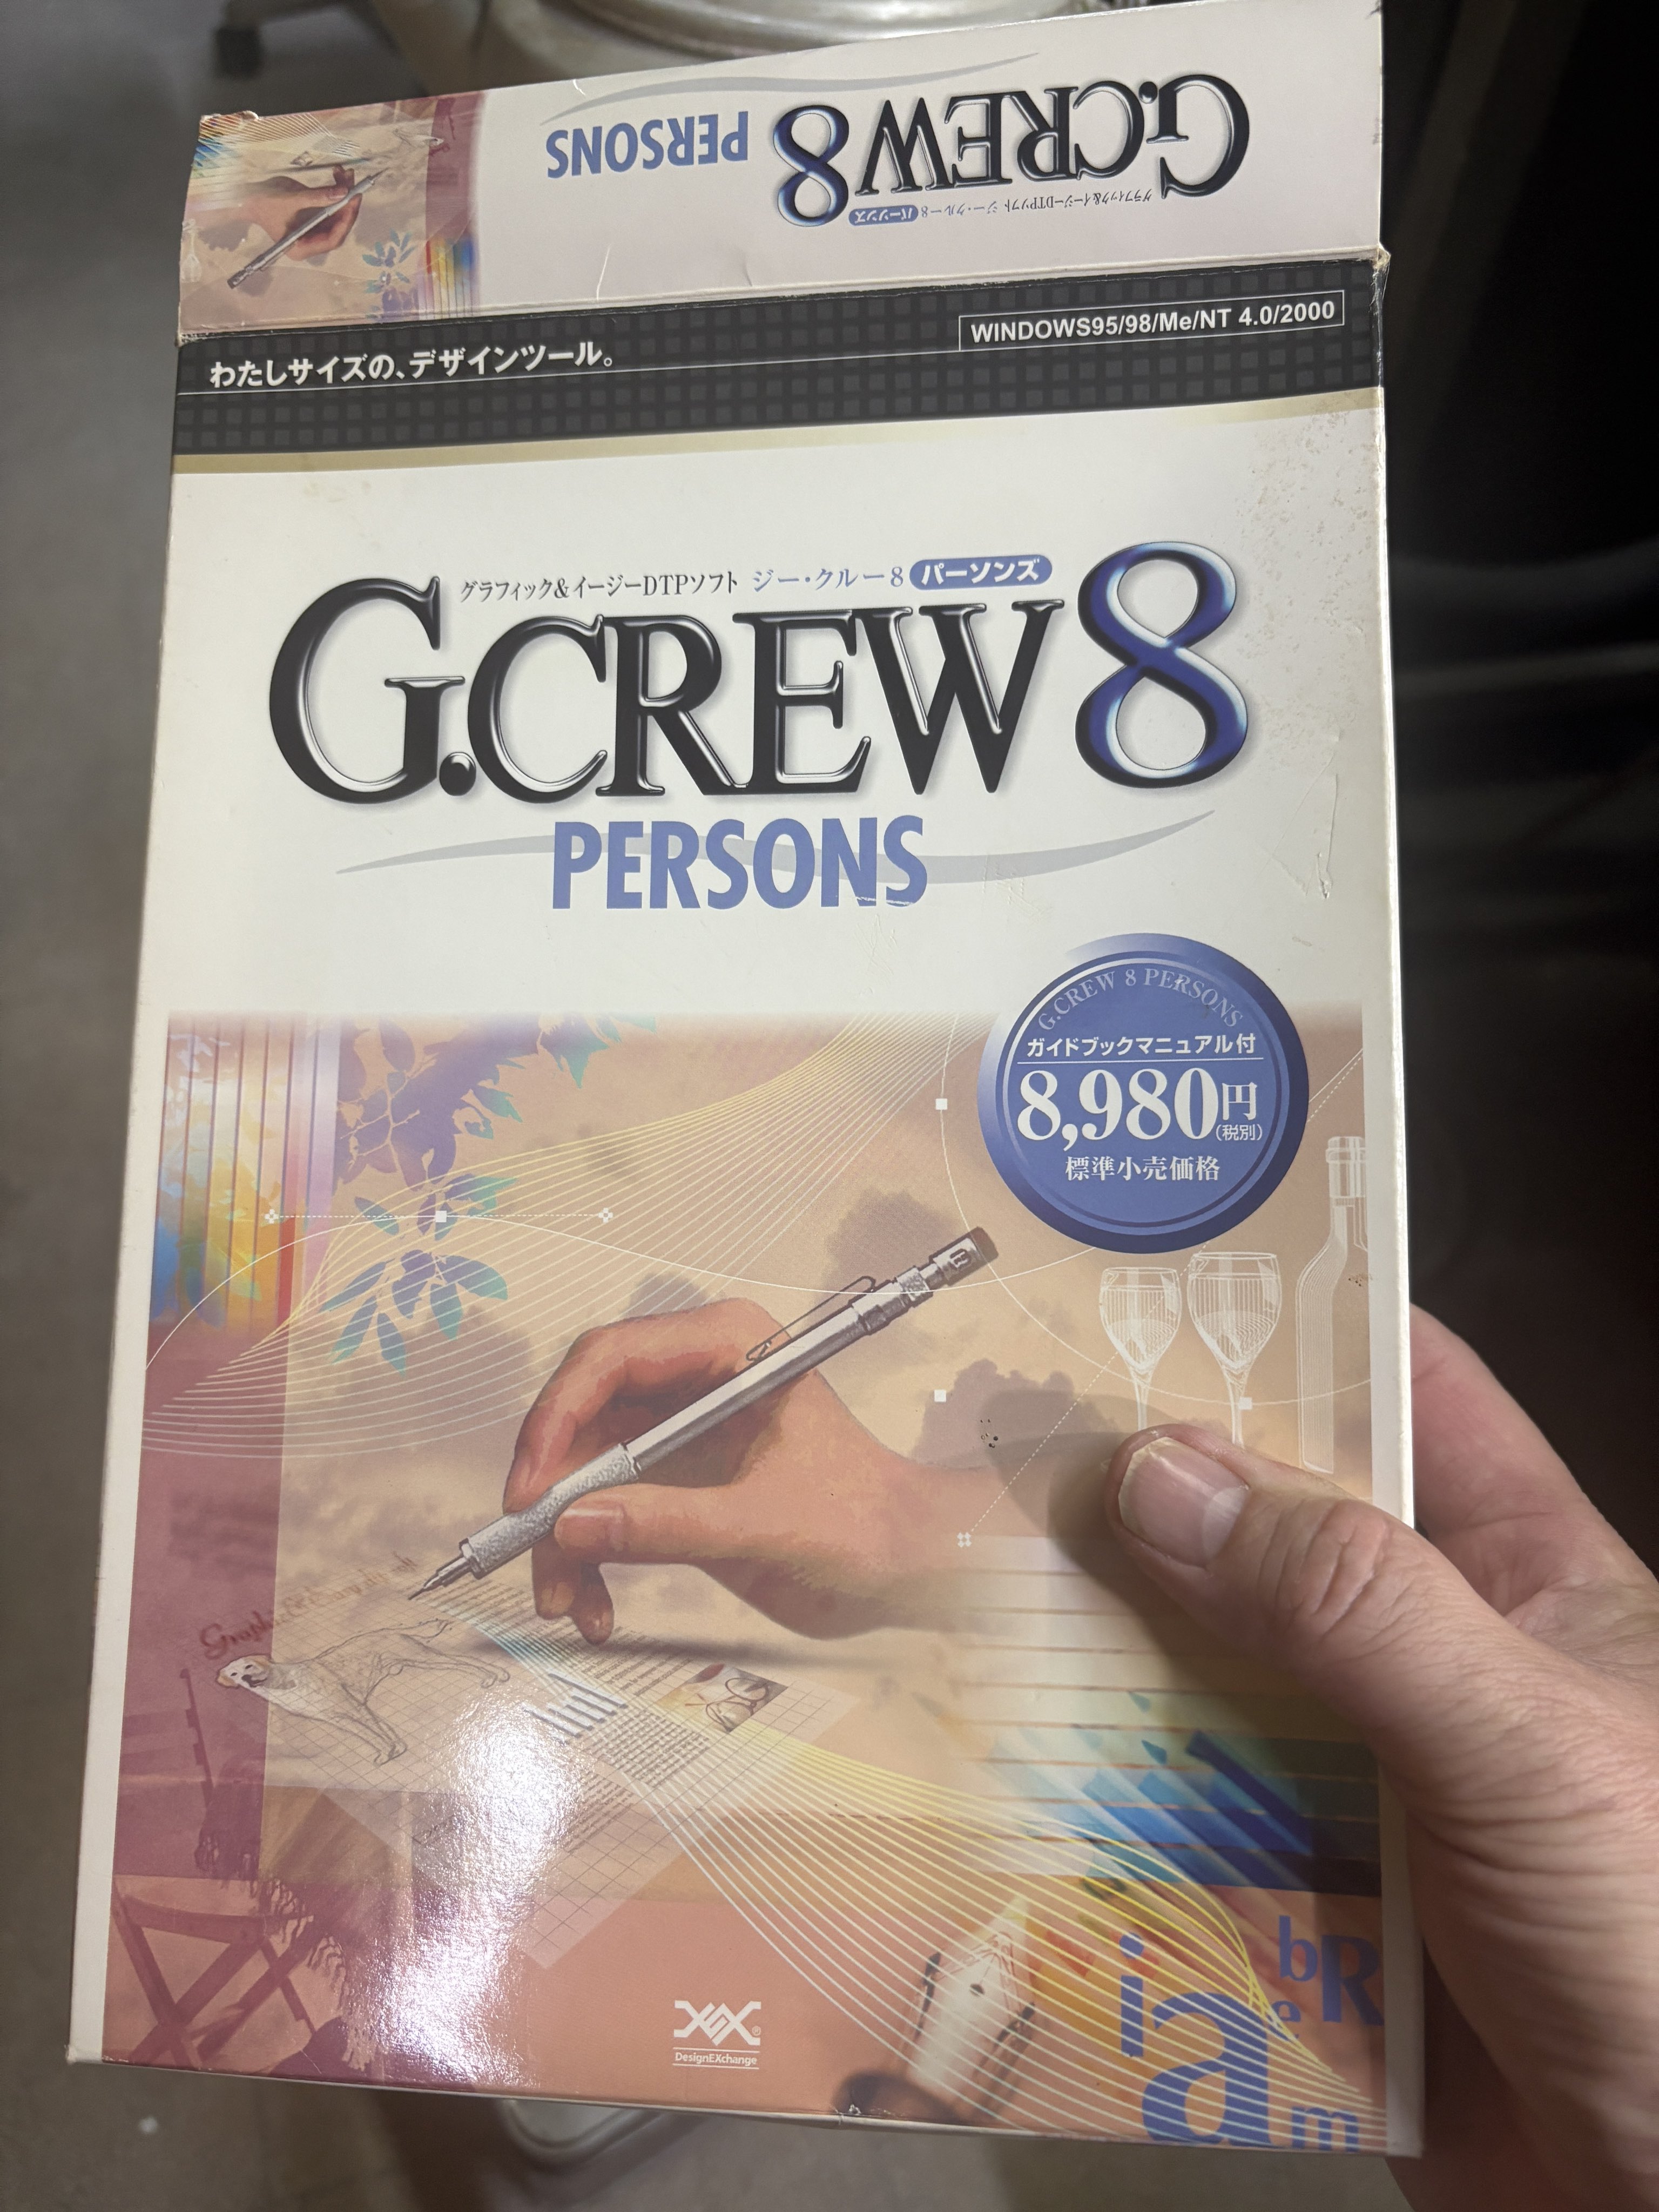 G.CREW 8
PERSONS
グラフィック&イージーDTPソフト ジー・クルー8 パーソンズ
WINDOWS95/98/Me/NT 4.0/2000
わたしサイズの、デザインツール。
グラフィック&イージーDTPソフト ジー・クルー8 パーソンズ
G.CREW 8
PERSONS
G.CREW 8 PERSONS
ガイドブックマニュアル付
8,980円
(税別)
標準小売価格
i a b e R m
DesignEXchange